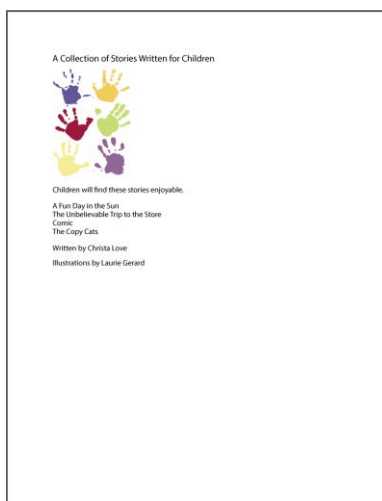 A Collection of Stories Written for Children
Children will find these stories enjoyable.
A Fun Day in the Sun
The Unbelievable Trip to the Store
Comic
The Copy Cats
Written by Christa Love
Illustrations by Laurie Gerard